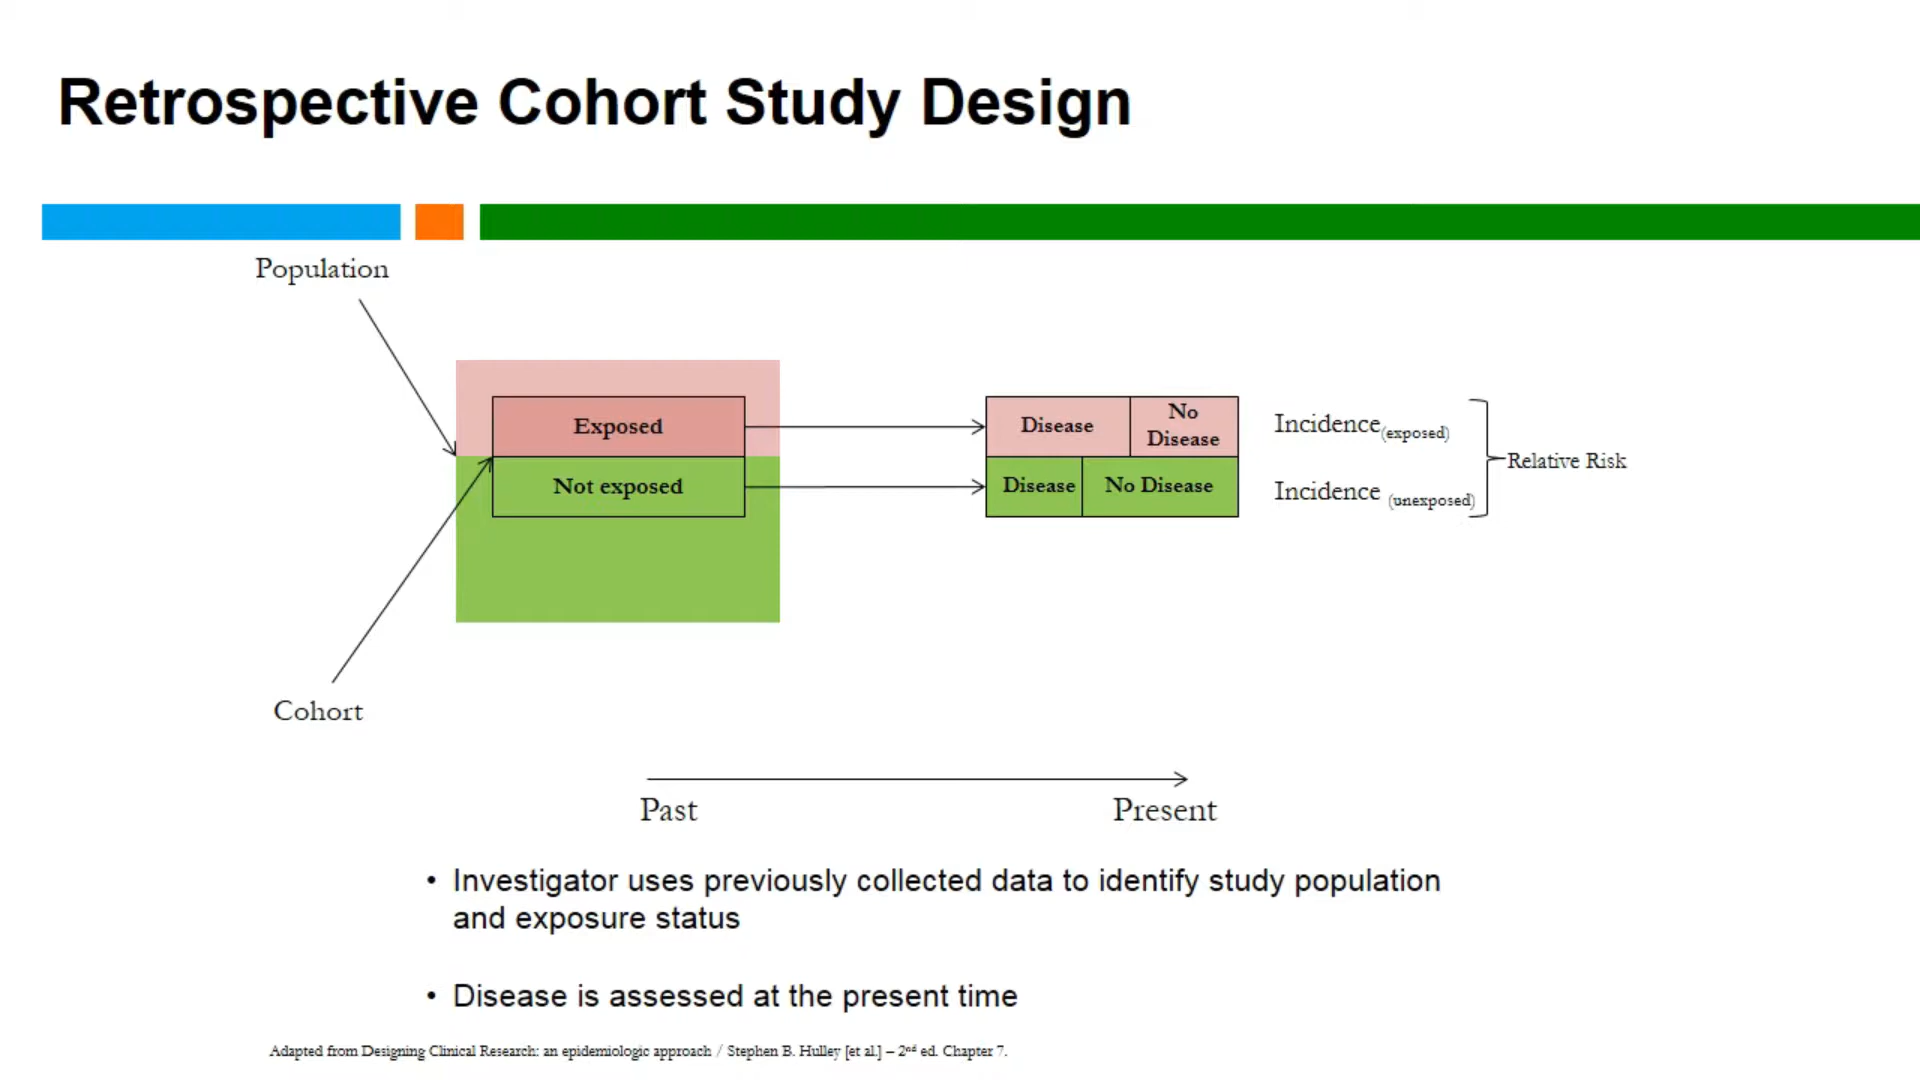 Retrospective Cohort Study Design
Population
Exposed
Not exposed
Disease
No
Disease
Disease
No Disease
Incidence(exposed)
Incidence (unexposed)
Relative Risk
Cohort
Past
Present
• Investigator uses previously collected data to identify study population
and exposure status
• Disease is assessed at the present time
Adapted from Designing Clinical Research: an epidemiologic approach / Stephen B. Hulley [et al.] – 2nd ed. Chapter 7.